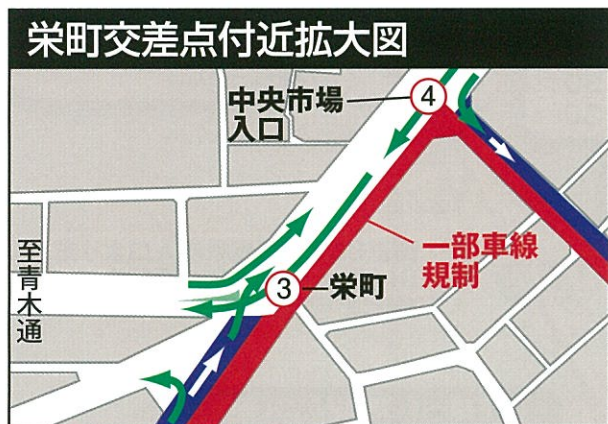 栄町交差点付近拡大図
中央市場
入口
4
一部車線
規制
3
栄町
至青木通